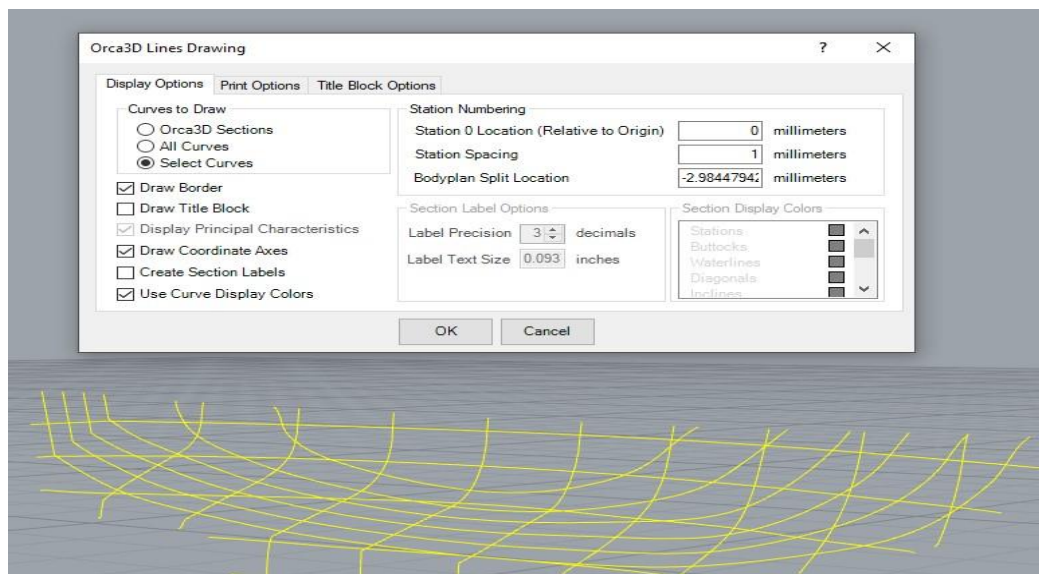 Orca3D Lines Drawing ? ×
Display Options Print Options Title Block Options
Curves to Draw
Orca3D Sections
All Curves
Select Curves
Draw Border
Draw Title Block
Display Principal Characteristics
Draw Coordinate Axes
Create Section Labels
Use Curve Display Colors
Station Numbering
Station 0 Location (Relative to Origin) 0 millimeters
Station Spacing 1 millimeters
Bodyplan Split Location -2.98447942 millimeters
Section Label Options
Label Precision 3 decimals
Label Text Size 0.093 inches
Section Display Colors
Stations
Buttocks
Waterlines
Diagonals
Inclines
OK Cancel